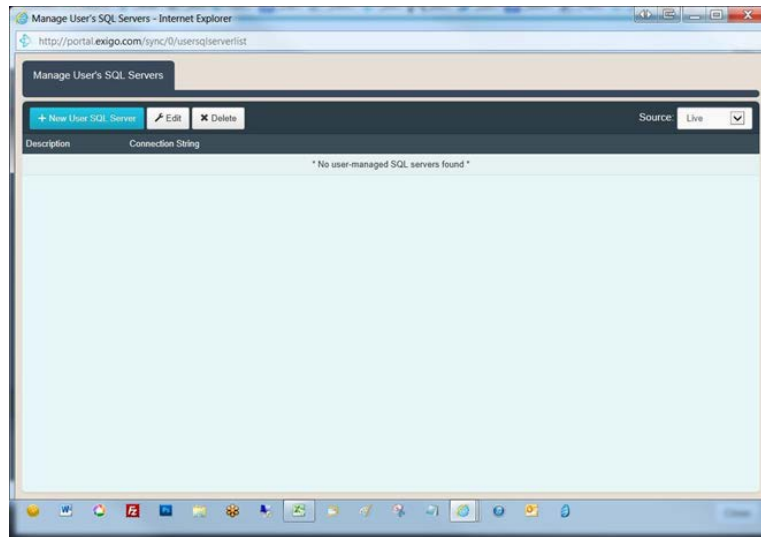 Manage User's SQL Servers - Internet Explorer
http://portal.exigo.com/sync/0/usersqlserverlist
Manage User's SQL Servers
+ New User SQL Server Edit Delete Source: Live
Description Connection String
* No user-managed SQL servers found *